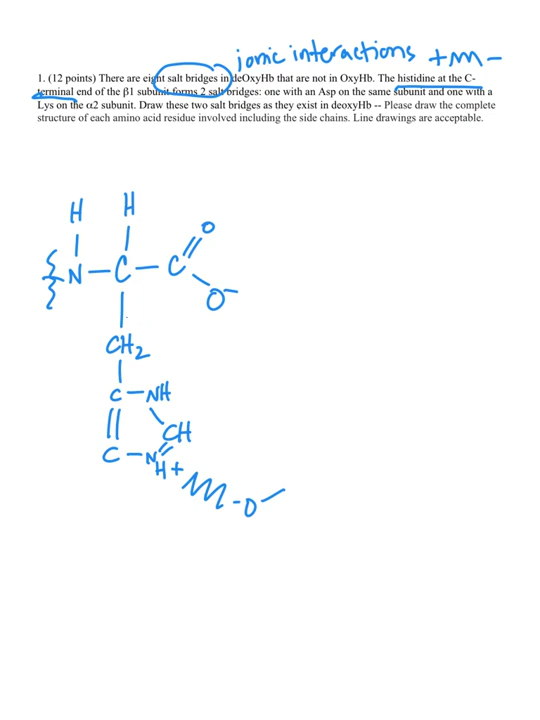 ionic interactions +m -
1. (12 points) There are eight salt bridges in deOxyHb that are not in OxyHb. The histidine at the C-
terminal end of the β1 subunit forms 2 salt bridges: one with an Asp on the same subunit and one with a
Lys on the α2 subunit. Draw these two salt bridges as they exist in deoxyHb -- Please draw the complete
structure of each amino acid residue involved including the side chains. Line drawings are acceptable.
H H
O
N-C-C
O-
CH2
C-NH
CH
C-N
H+
-O